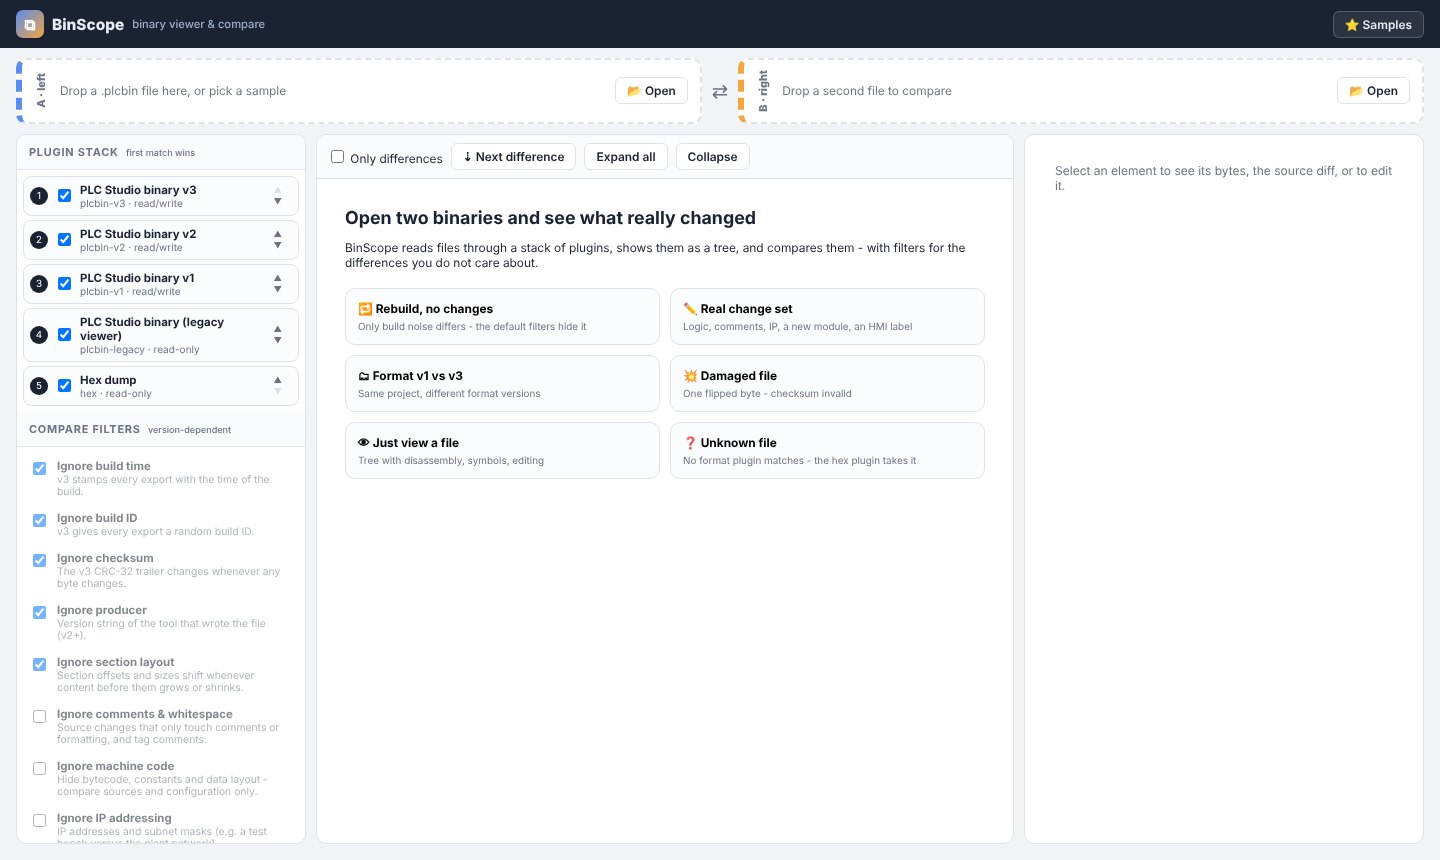 BinScope binary viewer & compare
⭐ Samples
A · left
Drop a .plcbin file here, or pick a sample
📂 Open
⇄
B · right
Drop a second file to compare
📂 Open
PLUGIN STACK first match wins
1 PLC Studio binary v3
plcbin-v3 · read/write
2 PLC Studio binary v2
plcbin-v2 · read/write
3 PLC Studio binary v1
plcbin-v1 · read/write
4 PLC Studio binary (legacy
viewer)
plcbin-legacy · read-only
5 Hex dump
hex · read-only
COMPARE FILTERS version-dependent
Ignore build time
v3 stamps every export with the time of the
build.
Ignore build ID
v3 gives every export a random build ID.
Ignore checksum
The v3 CRC-32 trailer changes whenever any
byte changes.
Ignore producer
Version string of the tool that wrote the file
(v2+).
Ignore section layout
Section offsets and sizes shift whenever
content before them grows or shrinks.
Ignore comments & whitespace
Source changes that only touch comments or
formatting, and tag comments.
Ignore machine code
Hide bytecode, constants and data layout -
compare sources and configuration only.
Ignore IP addressing
IP addresses and subnet masks (e.g. a test
bench versus the plant network).
Only differences
↓ Next difference
Expand all
Collapse
Open two binaries and see what really changed
BinScope reads files through a stack of plugins, shows them as a tree, and compares them - with filters for the
differences you do not care about.
🔁 Rebuild, no changes
Only build noise differs - the default filters hide it
✏️ Real change set
Logic, comments, IP, a new module, an HMI label
🗂 Format v1 vs v3
Same project, different format versions
💥 Damaged file
One flipped byte - checksum invalid
👁 Just view a file
Tree with disassembly, symbols, editing
❓ Unknown file
No format plugin matches - the hex plugin takes it
Select an element to see its bytes, the source diff, or to edit
it.